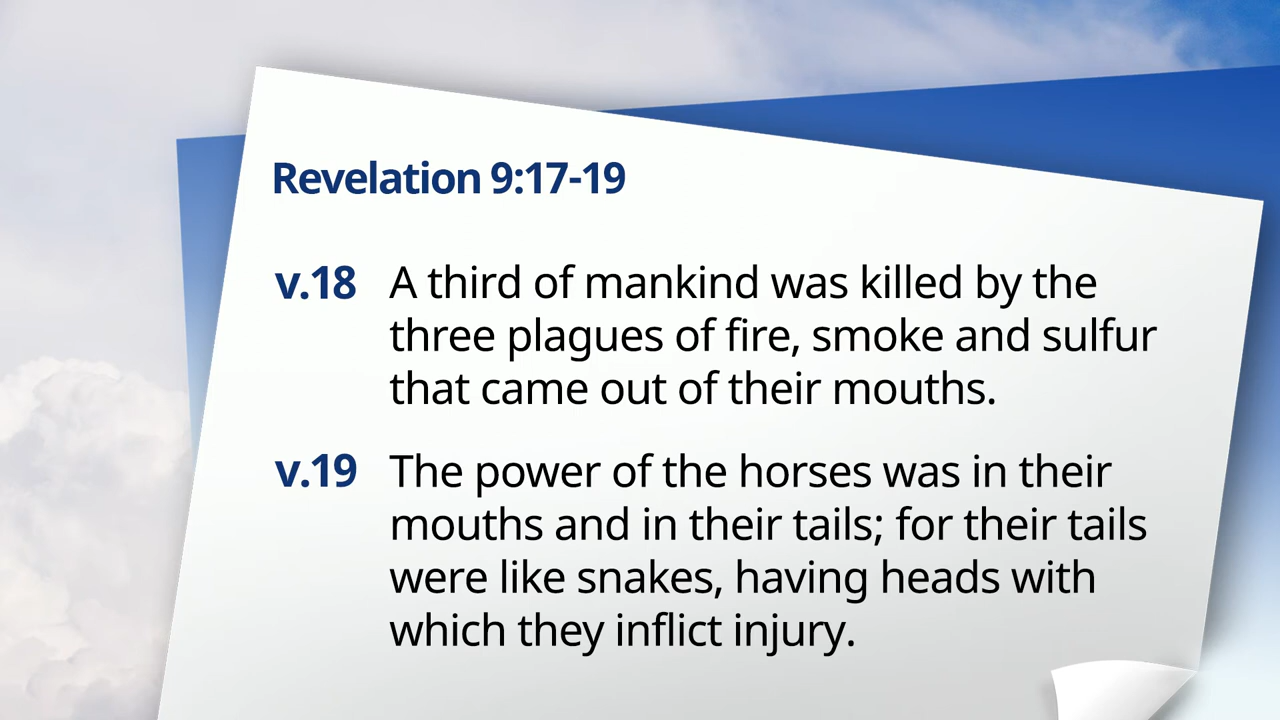 Revelation 9:17-19
v.18 A third of mankind was killed by the
three plagues of fire, smoke and sulfur
that came out of their mouths.
v.19 The power of the horses was in their
mouths and in their tails; for their tails
were like snakes, having heads with
which they inflict injury.